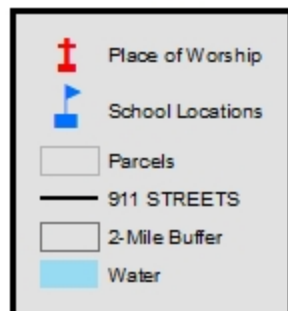 Place of Worship
School Locations
Parcels
911 STREETS
2-Mile Buffer
Water